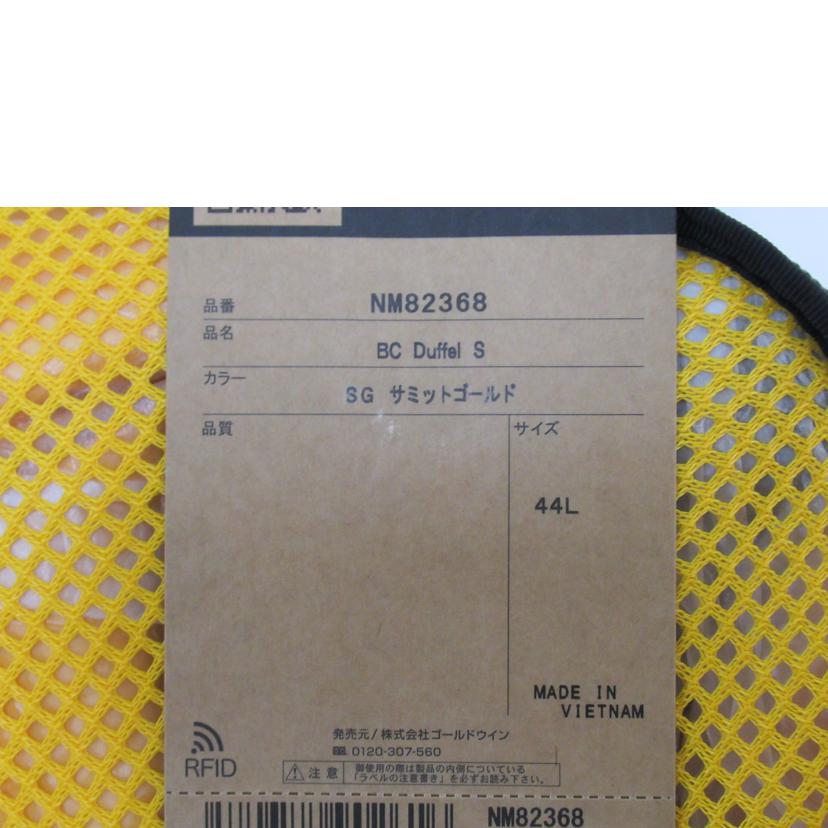 品番 NM82368
品名 BC Duffel S
カラー SG サミットゴールド
品質 サイズ
44L
MADE IN
VIETNAM
RFID
発売元/株式会社ゴールドウイン
0120-307-560
注意 御使用の際は製品の内側についている
「ラベルの注意書き」を必ずお読み下さい。
NM82368